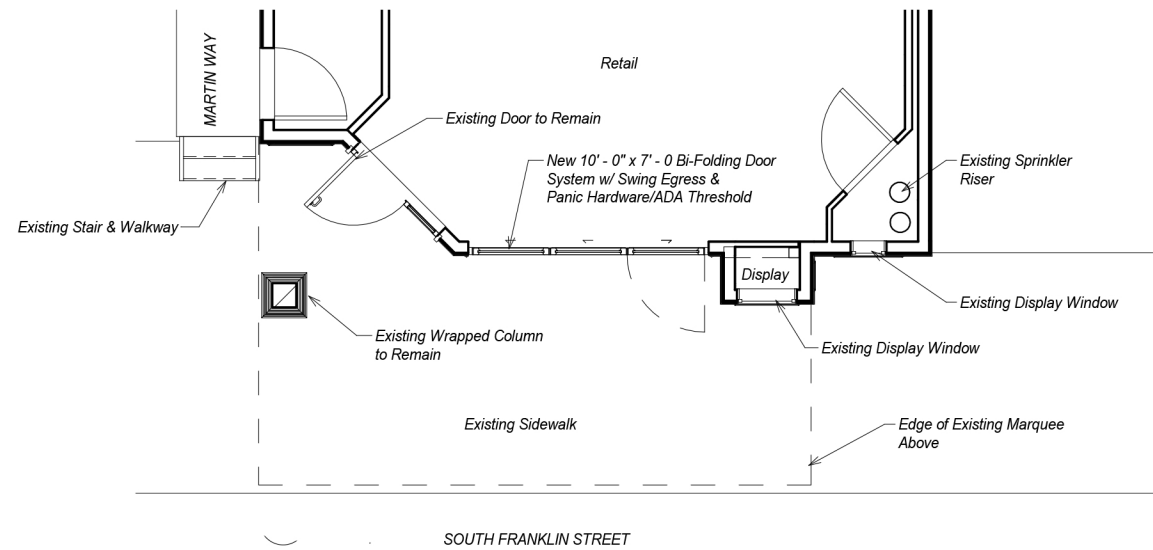 MARTIN WAY
Retail
Existing Door to Remain
New 10' - 0" x 7' - 0 Bi-Folding Door
System w/ Swing Egress &
Panic Hardware/ADA Threshold
Existing Sprinkler
Riser
Existing Stair & Walkway
Display
Existing Display Window
Existing Wrapped Column
to Remain
Existing Display Window
Existing Sidewalk
Edge of Existing Marquee
Above
SOUTH FRANKLIN STREET